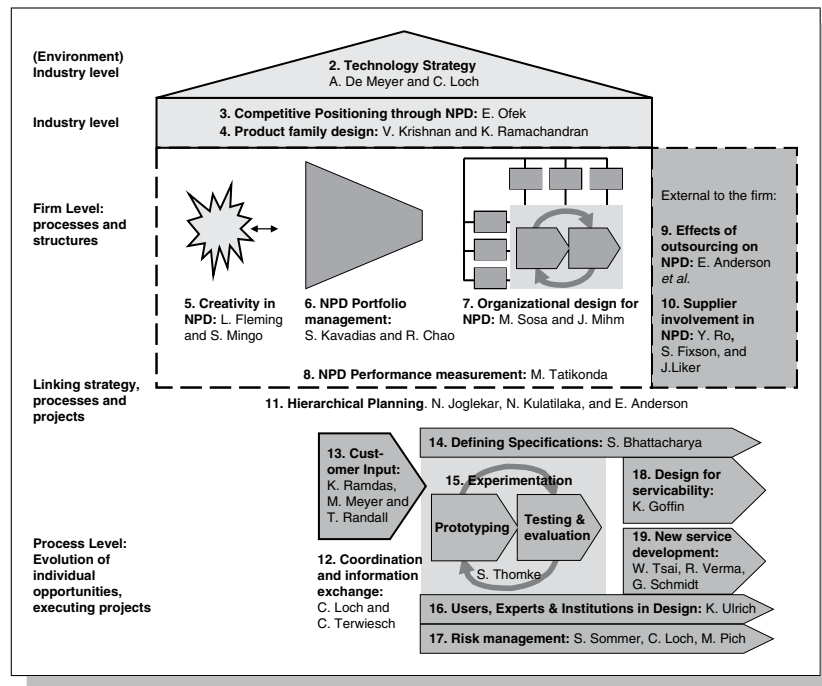 (Environment)
Industry level
2. Technology Strategy
A. De Meyer and C. Loch
Industry level
3. Competitive Positioning through NPD: E. Ofek
4. Product family design: V. Krishnan and K. Ramachandran
Firm Level:
processes and
structures
5. Creativity in
NPD: L. Fleming
and S. Mingo
6. NPD Portfolio
management:
S. Kavadias and R. Chao
7. Organizational design for
NPD: M. Sosa and J. Mihm
External to the firm:
9. Effects of
outsourcing on
NPD: E. Anderson
et al.
10. Supplier
involvement in
NPD: Y. Ro,
S. Fixson, and
J.Liker
8. NPD Performance measurement: M. Tatikonda
Linking strategy,
processes and
projects
11. Hierarchical Planning. N. Joglekar, N. Kulatilaka, and E. Anderson
Process Level:
Evolution of
individual
opportunities,
executing projects
13. Cust-
omer Input:
K. Ramdas,
M. Meyer and
T. Randall
12. Coordination
and information
exchange:
C. Loch and
C. Terwiesch
14. Defining Specifications: S. Bhattacharya
15. Experimentation
Prototyping
Testing &
evaluation
S. Thomke
18. Design for
servicability:
K. Goffin
19. New service
development:
W. Tsai, R. Verma,
G. Schmidt
16. Users, Experts & Institutions in Design: K. Ulrich
17. Risk management: S. Sommer, C. Loch, M. Pich